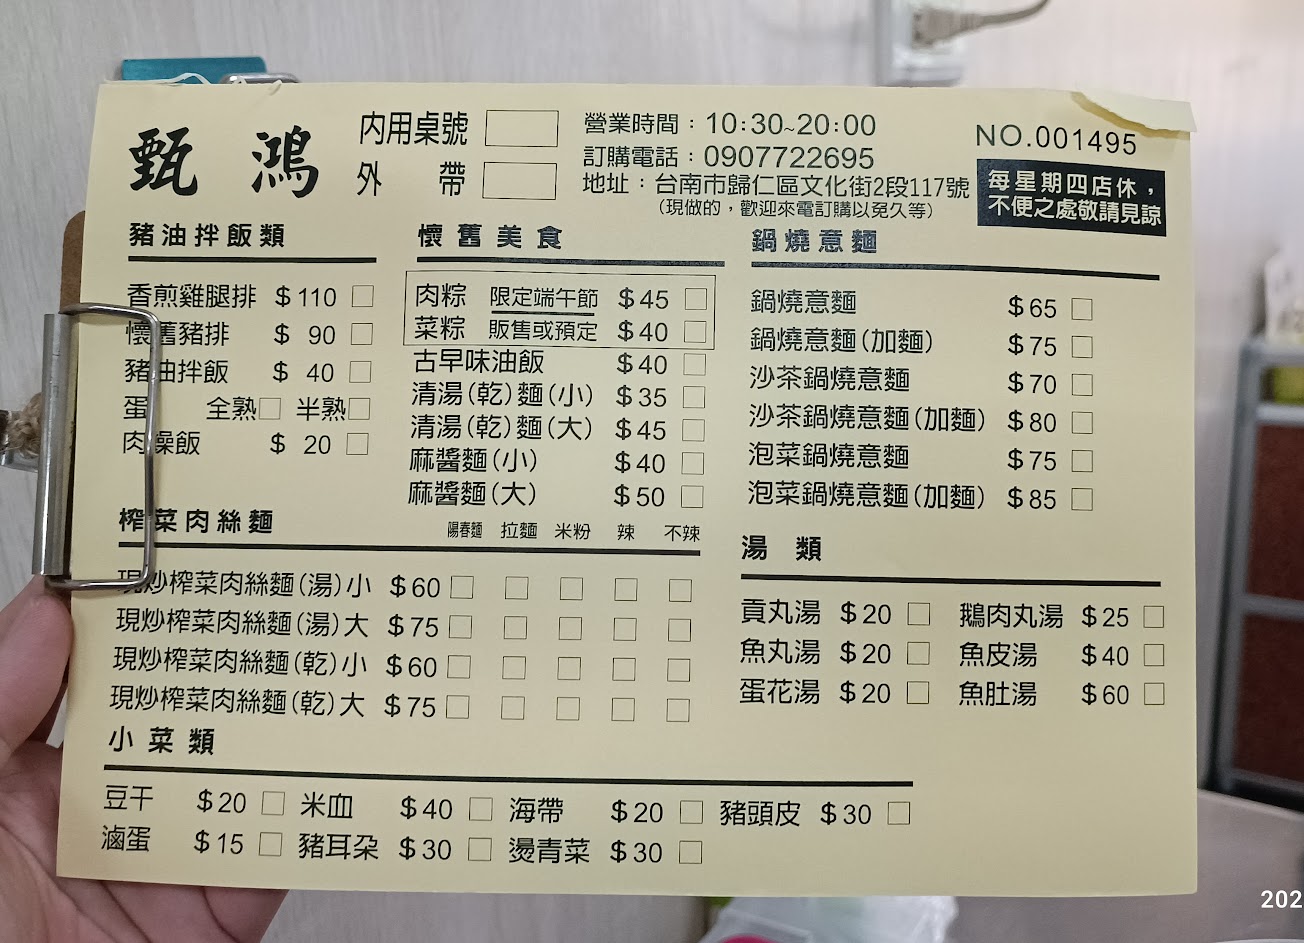 甄鴻
內用桌號
外帶
營業時間：10:30~20:00
訂購電話：0907722695
地址：台南市歸仁區文化街2段117號
(現做的，歡迎來電訂購以免久等)
NO.001495
每星期四店休，
不便之處敬請見諒
豬油拌飯類
香煎雞腿排 $110
懷舊豬排 $90
豬油拌飯 $40
蛋 全熟 半熟
肉燥飯 $20
懷舊美食
肉粽 限定端午節 $45
菜粽 販售或預定 $40
古早味油飯 $40
清湯(乾)麵(小) $35
清湯(乾)麵(大) $45
麻醬麵(小) $40
麻醬麵(大) $50
鍋燒意麵
鍋燒意麵 $65
鍋燒意麵(加麵) $75
沙茶鍋燒意麵 $70
沙茶鍋燒意麵(加麵) $80
泡菜鍋燒意麵 $75
泡菜鍋燒意麵(加麵) $85
榨菜肉絲麵 陽春麵 拉麵 米粉 辣 不辣
現炒榨菜肉絲麵(湯)小 $60
現炒榨菜肉絲麵(湯)大 $75
現炒榨菜肉絲麵(乾)小 $60
現炒榨菜肉絲麵(乾)大 $75
湯類
貢丸湯 $20 鵝肉丸湯 $25
魚丸湯 $20 魚皮湯 $40
蛋花湯 $20 魚肚湯 $60
小菜類
豆干 $20 米血 $40 海帶 $20 豬頭皮 $30
滷蛋 $15 豬耳朵 $30 燙青菜 $30
202